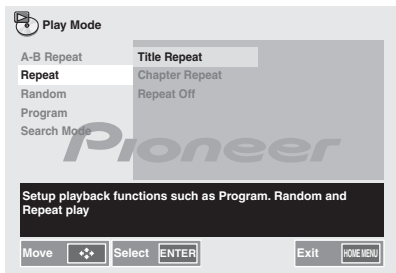 Play Mode
A-B Repeat Title Repeat
Repeat Chapter Repeat
Random Repeat Off
Program
Search Mode
Pioneer
Setup playback functions such as Program. Random and
Repeat play
Move Select ENTER Exit HOME MENU